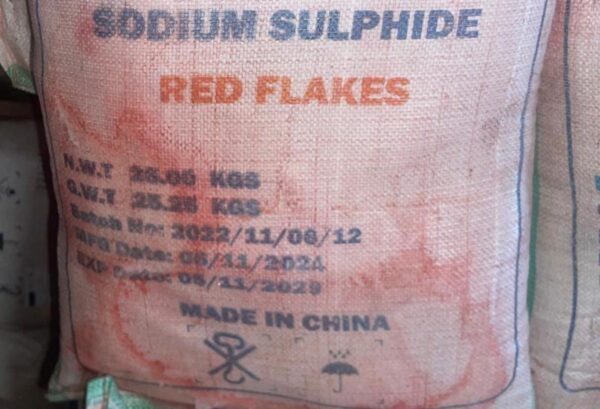 SODIUM SULPHIDE
RED FLAKES
N.W.T 25.00 KGS
G.W.T 25.25 KGS
Batch No: 2022/11/06/12
MFG Date: 06/11/2024
EXP Date: 05/11/2029
MADE IN CHINA